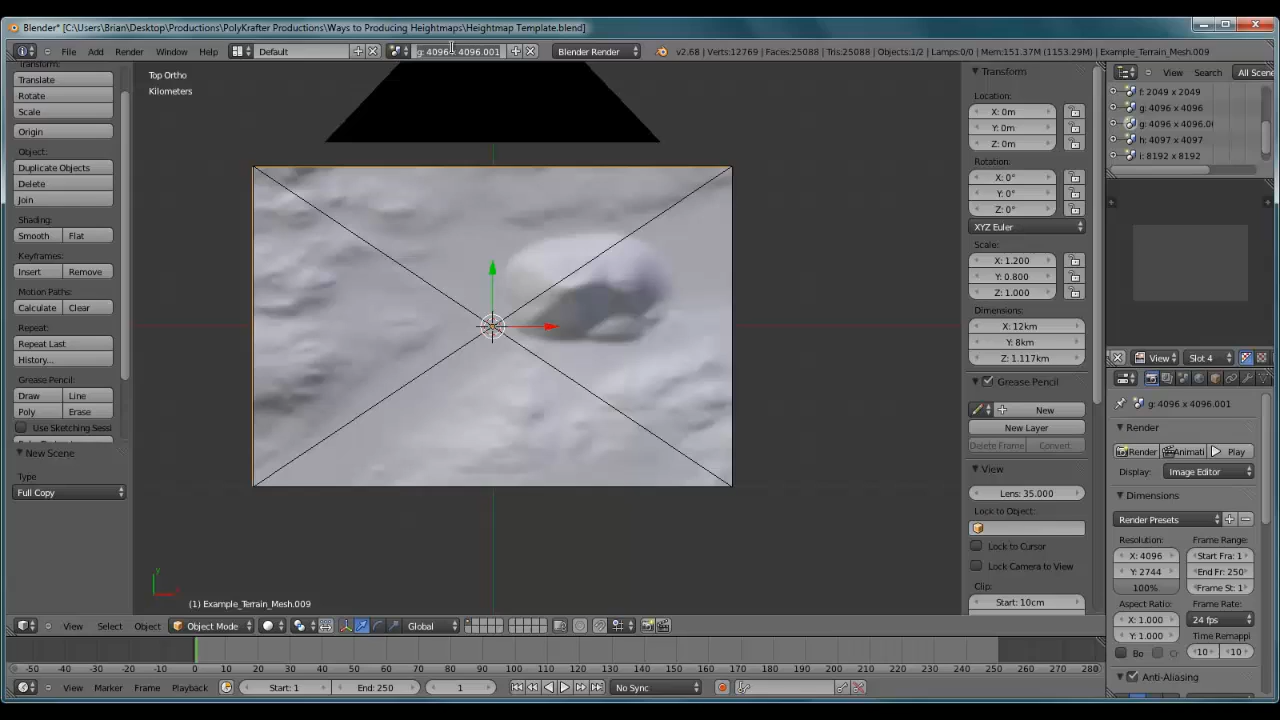 Blender* [C:\Users\Brian\Desktop\Productions\PolyKrafter Productions\Ways to Producing Heightmaps\Heightmap Template.blend]
File Add Render Window Help Default g: 4096 x 4096.001 Blender Render v2.68 | Verts:12769 | Faces:25088 | Tris:25088 | Objects:1/2 | Lamps:0/0 | Mem:151.37M (1153.29M) | Example_Terrain_Mesh.009
Transform:
Translate
Rotate
Scale
Origin
Object:
Duplicate Objects
Delete
Join
Shading:
Smooth Flat
Keyframes:
Insert Remove
Motion Paths:
Calculate Clear
Repeat:
Repeat Last
History...
Grease Pencil:
Draw Line
Poly Erase
Use Sketching Sessi
New Scene
Type
Full Copy
Top Ortho
Kilometers
(1) Example_Terrain_Mesh.009
View Select Object Object Mode Global
Transform
Location:
X: 0m
Y: 0m
Z: 0m
Rotation:
X: 0°
Y: 0°
Z: 0°
XYZ Euler
Scale:
X: 1.200
Y: 0.800
Z: 1.000
Dimensions:
X: 12km
Y: 8km
Z: 1.117km
Grease Pencil
New
New Layer
Delete Frame Convert
View
Lens: 35.000
Lock to Object:
Lock to Cursor
Lock Camera to View
Clip:
Start: 10cm
View Search All Scene
f: 2049 x 2049
g: 4096 x 4096
g: 4096 x 4096.0
h: 4097 x 4097
i: 8192 x 8192
View Slot 4
g: 4096 x 4096.001
Render
Render Animati Play
Display: Image Editor
Dimensions
Render Presets
Resolution: Frame Range:
X: 4096 Start Fra: 1
Y: 2744 End Fr: 250
100% Frame St: 1
Aspect Ratio: Frame Rate:
X: 1.000 24 fps
Y: 1.000 Time Remappi
Bo Cr 10 10
Anti-Aliasing
-50 -40 -30 -20 -10 0 10 20 30 40 50 60 70 80 90 100 110 120 130 140 150 160 170 180 190 200 210 220 230 240 250 260 270 280
View Marker Frame Playback Start: 1 End: 250 1 No Sync